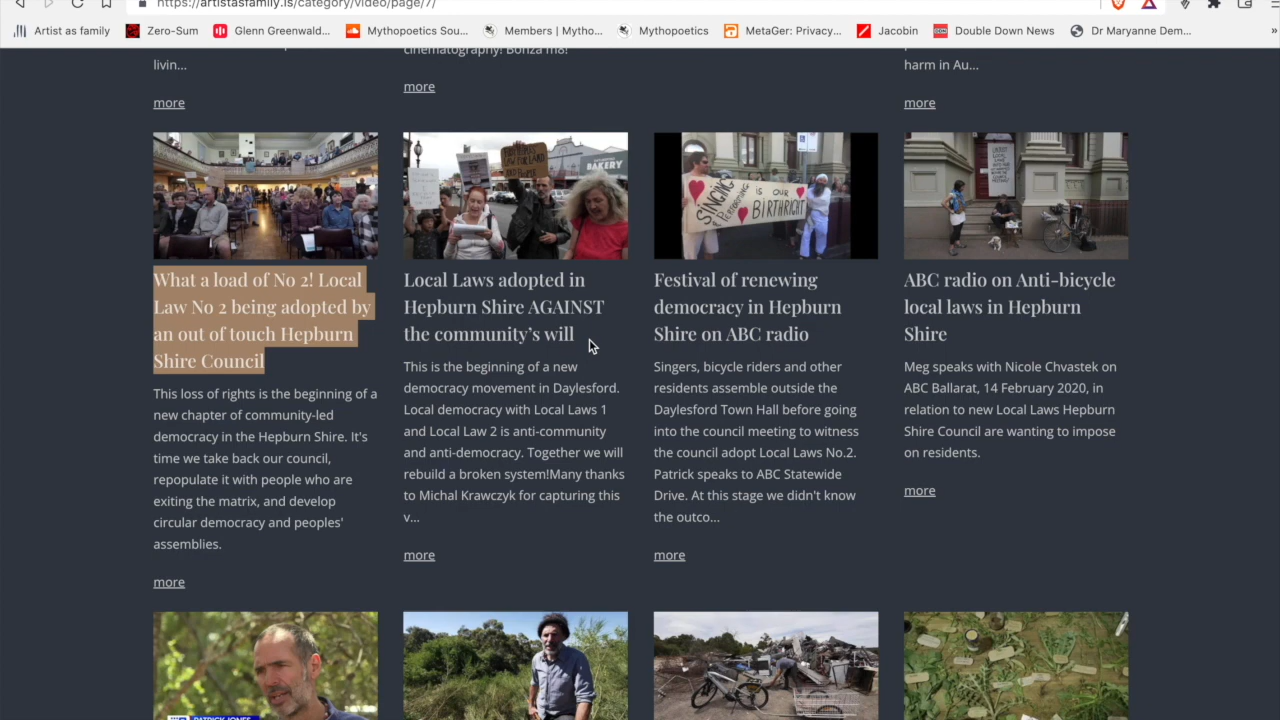 https://artistasfamily.is/category/video/page/7/
Artist as family
Zero-Sum
Glenn Greenwald...
Mythopoetics Sou...
Members | Mytho...
Mythopoetics
MetaGer: Privacy...
Jacobin
Double Down News
Dr Maryanne Dem...
»
livin...
more
cinematography! Bonza m8!
more
harm in Au...
more
What a load of No 2! Local
Law No 2 being adopted by
an out of touch Hepburn
Shire Council
This loss of rights is the beginning of a
new chapter of community-led
democracy in the Hepburn Shire. It's
time we take back our council,
repopulate it with people who are
exiting the matrix, and develop
circular democracy and peoples'
assemblies.
more
BAKERY
Local Laws adopted in
Hepburn Shire AGAINST
the community’s will
This is the beginning of a new
democracy movement in Daylesford.
Local democracy with Local Laws 1
and Local Law 2 is anti-community
and anti-democracy. Together we will
rebuild a broken system!Many thanks
to Michal Krawczyk for capturing this
v...
more
SINGING IS OUR
BIRTHRIGHT
Festival of renewing
democracy in Hepburn
Shire on ABC radio
Singers, bicycle riders and other
residents assemble outside the
Daylesford Town Hall before going
into the council meeting to witness
the council adopt Local Laws No.2.
Patrick speaks to ABC Statewide
Drive. At this stage we didn't know
the outco...
more
ABC radio on Anti-bicycle
local laws in Hepburn
Shire
Meg speaks with Nicole Chvastek on
ABC Ballarat, 14 February 2020, in
relation to new Local Laws Hepburn
Shire Council are wanting to impose
on residents.
more
PATRICK JONES